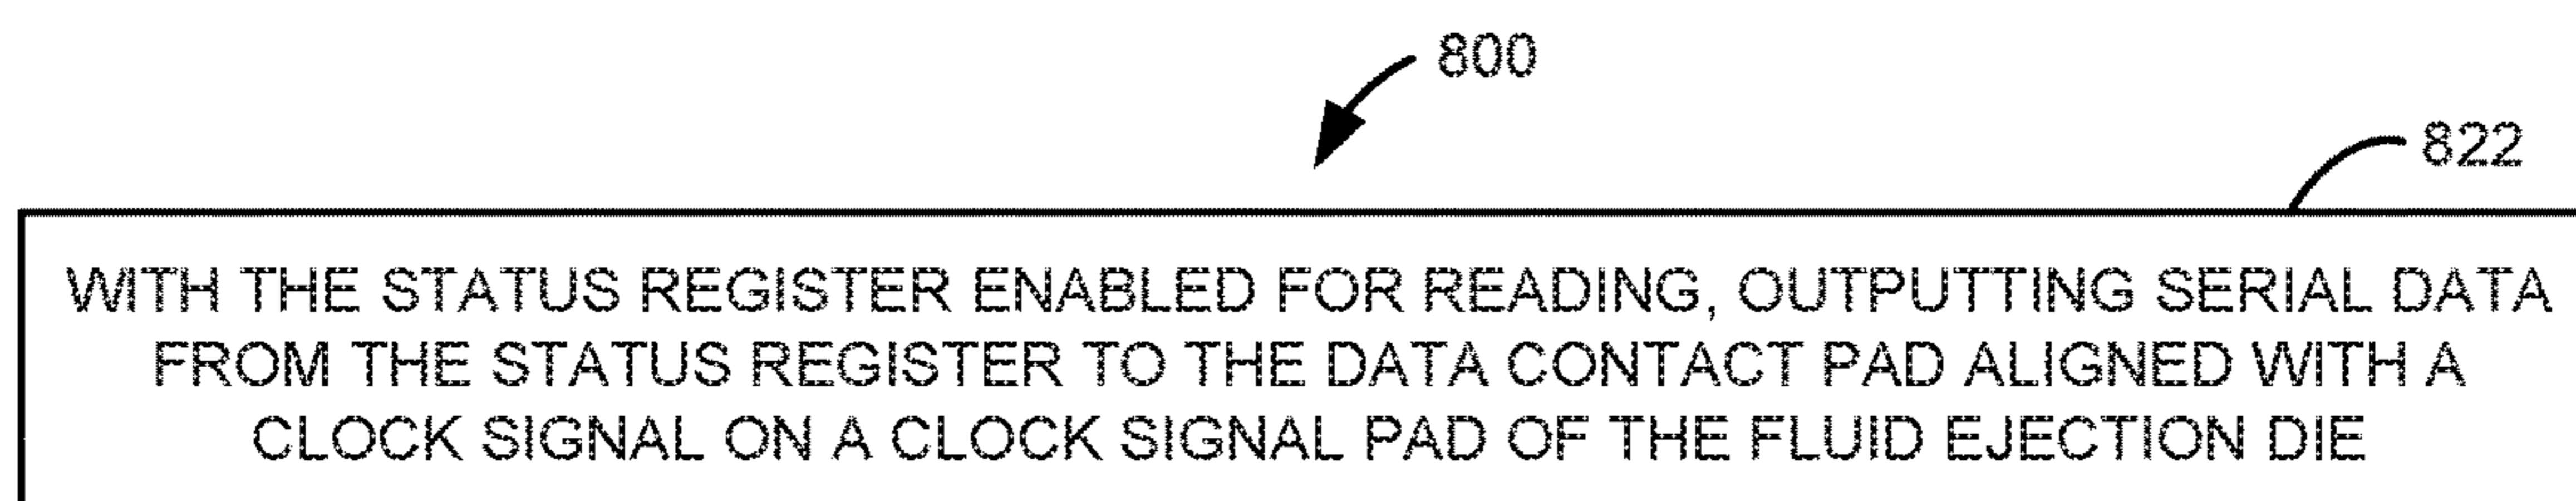 800
822
WITH THE STATUS REGISTER ENABLED FOR READING, OUTPUTTING SERIAL DATA
FROM THE STATUS REGISTER TO THE DATA CONTACT PAD ALIGNED WITH A
CLOCK SIGNAL ON A CLOCK SIGNAL PAD OF THE FLUID EJECTION DIE